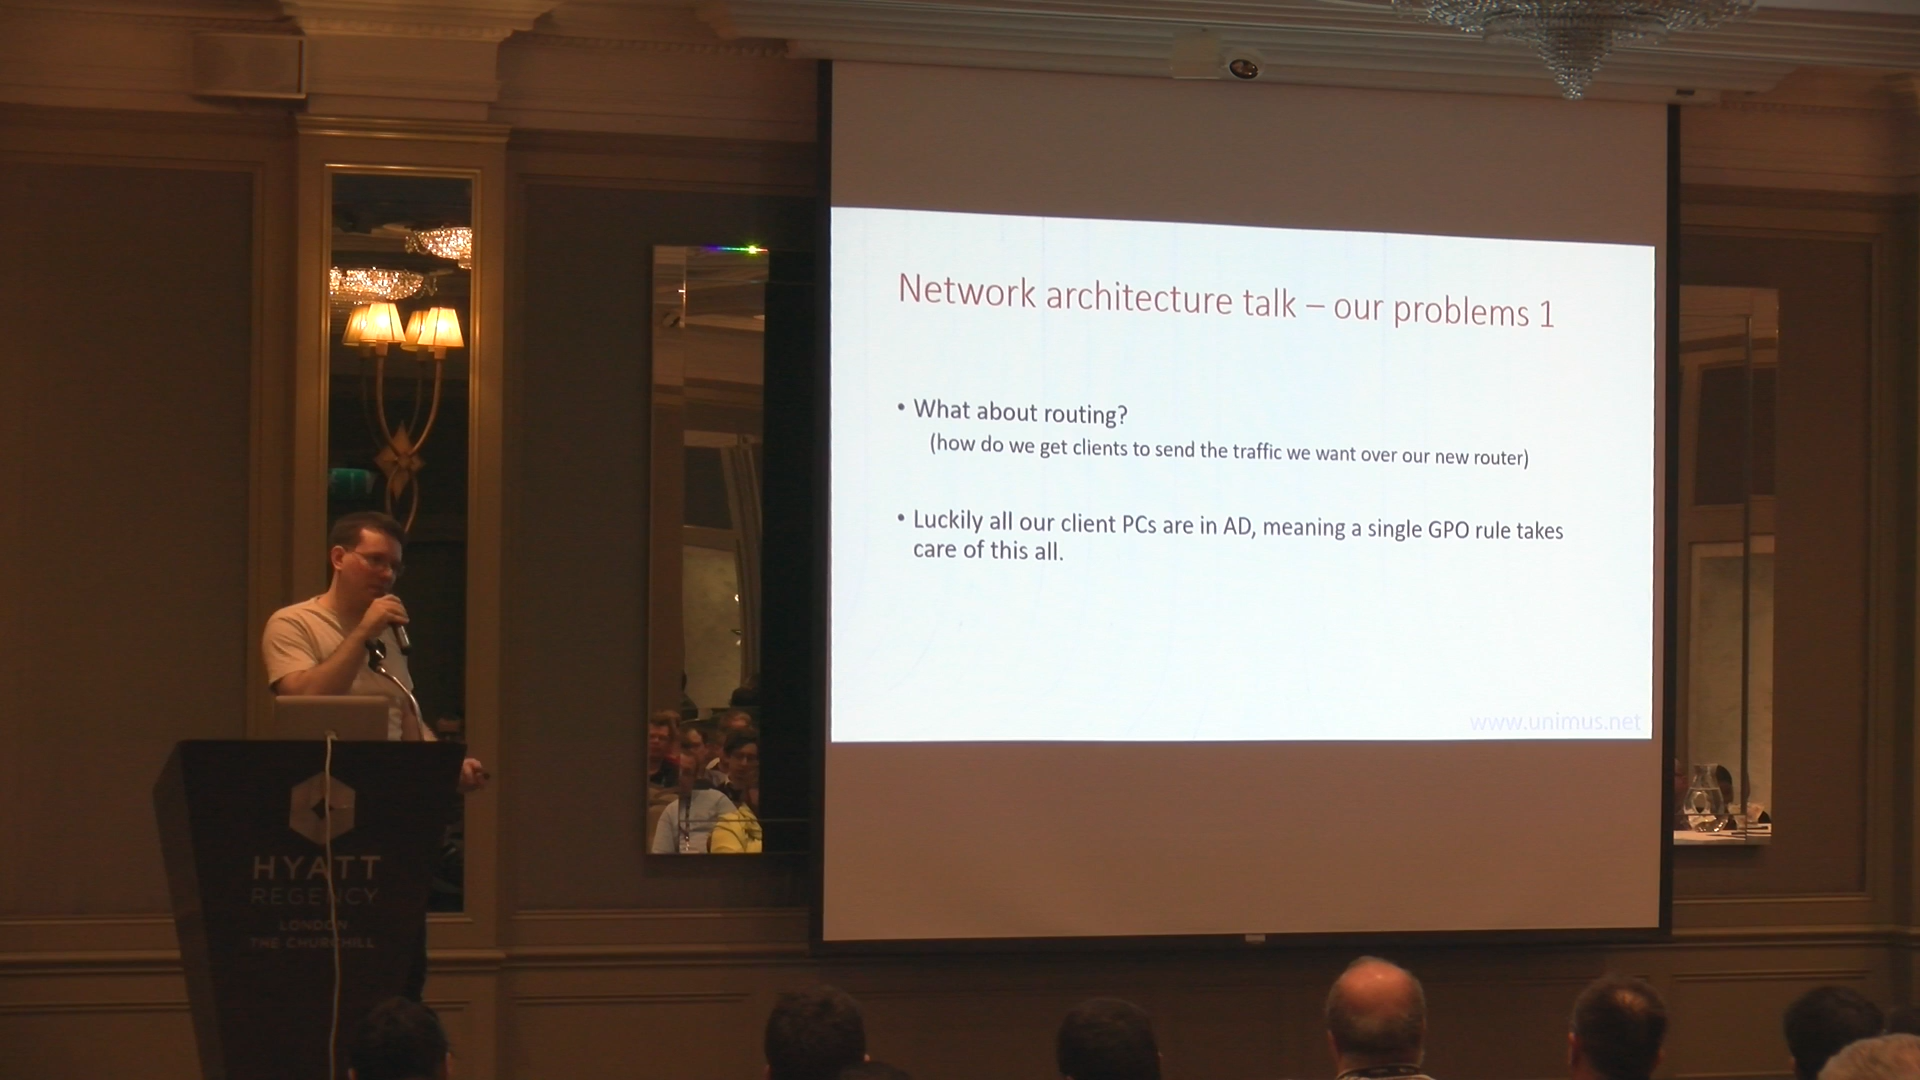 Network architecture talk – our problems 1
• What about routing?
(how do we get clients to send the traffic we want over our new router)
• Luckily all our client PCs are in AD, meaning a single GPO rule takes
care of this all.
www.unimus.net
HYATT
REGENCY
LONDON
THE CHURCHILL